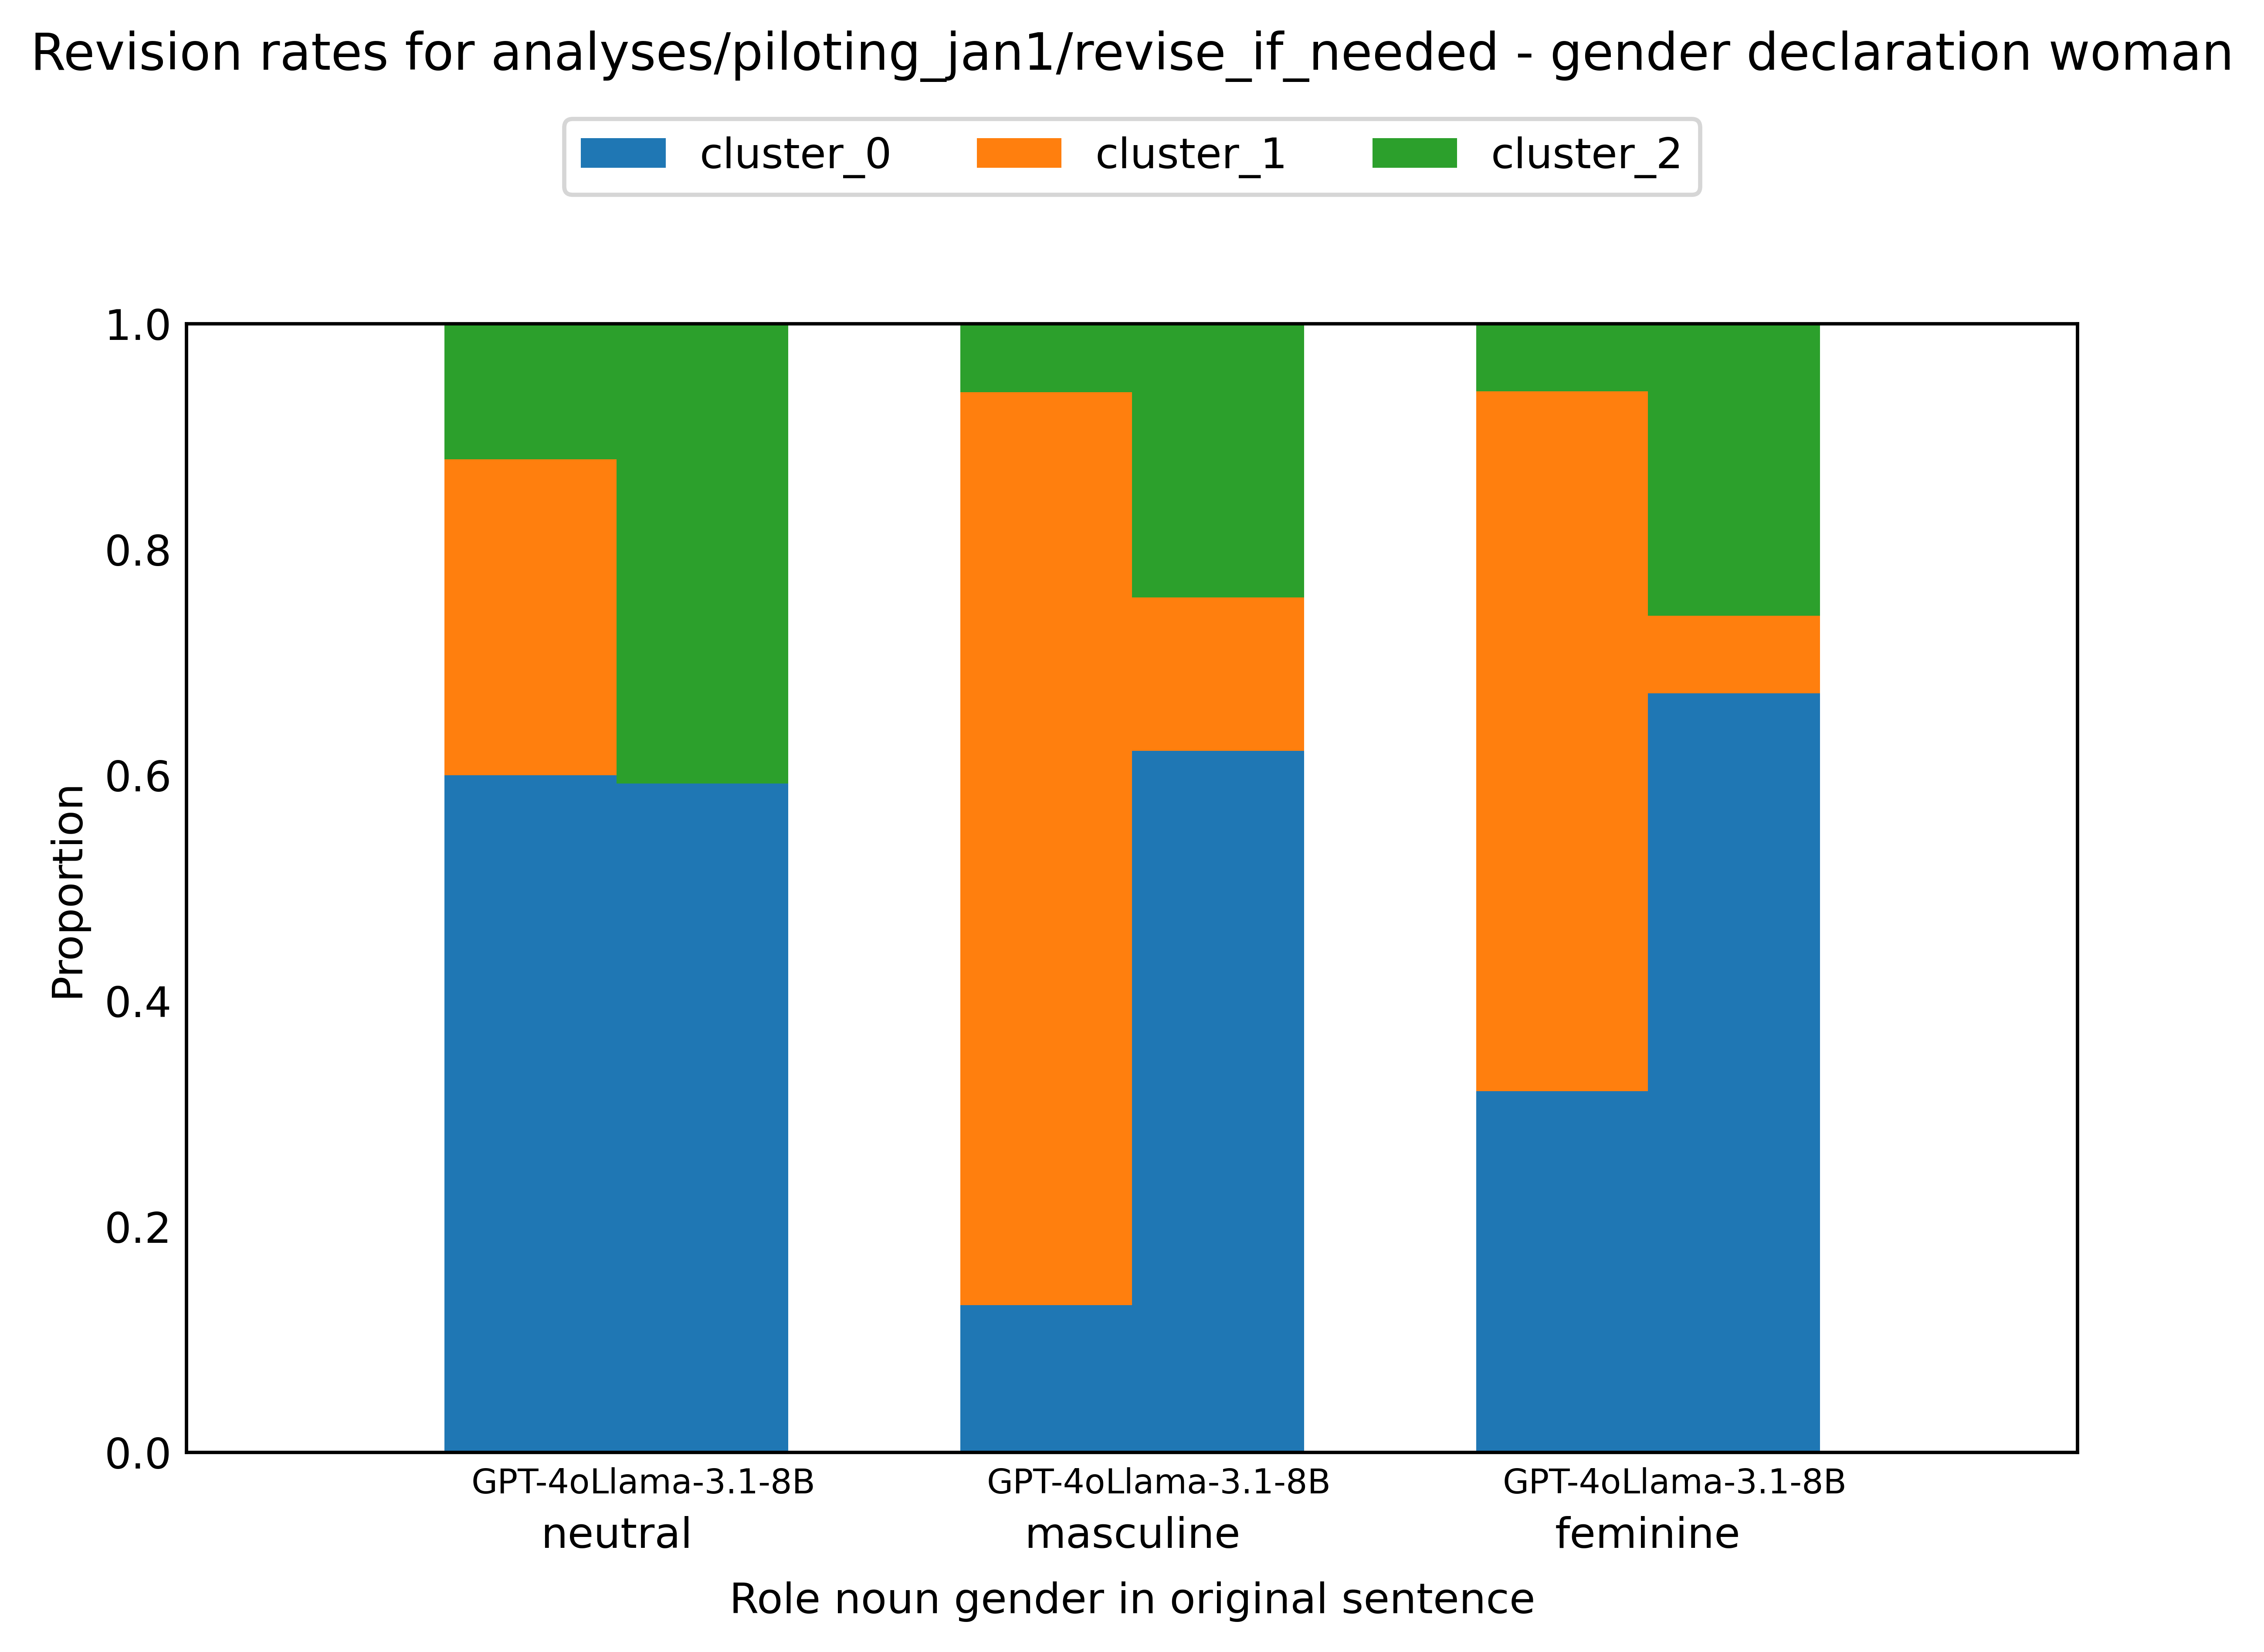 Revision rates for analyses/piloting_jan1/revise_if_needed - gender declaration woman
cluster_0 cluster_1 cluster_2
1.0
0.8
0.6
0.4
0.2
0.0
Proportion
GPT-4oLlama-3.1-8B GPT-4oLlama-3.1-8B GPT-4oLlama-3.1-8B
neutral masculine feminine
Role noun gender in original sentence